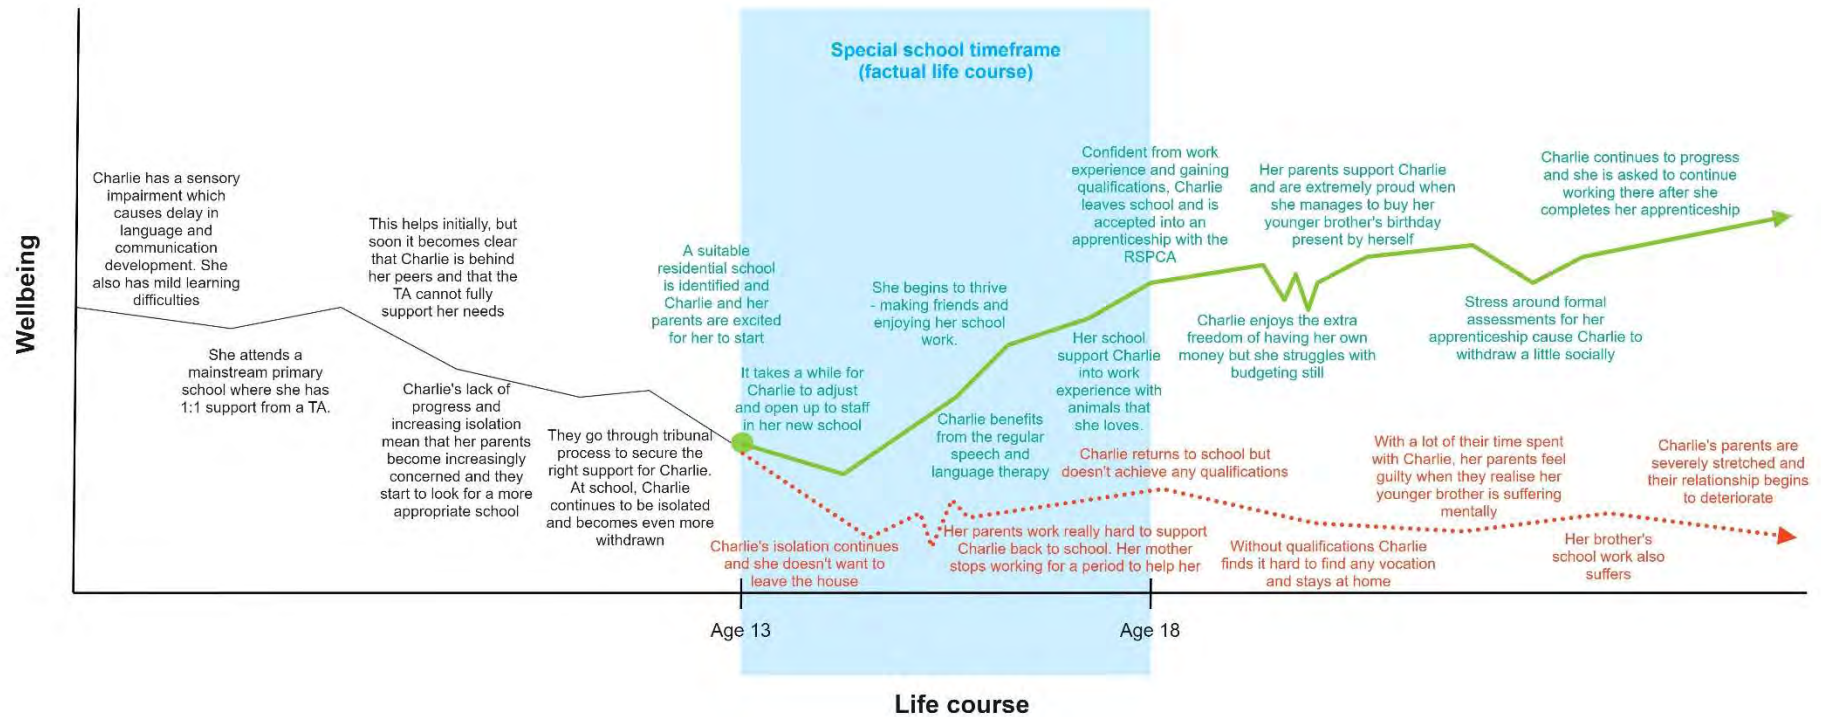 Special school timeframe
(factual life course)
Wellbeing
Charlie has a sensory
impairment which
causes delay in
language and
communication
development. She
also has mild learning
difficulties
She attends a
mainstream primary
school where she has
1:1 support from a TA.
This helps initially, but
soon it becomes clear
that Charlie is behind
her peers and that the
TA cannot fully
support her needs
Charlie's lack of
progress and
increasing isolation
mean that her parents
become increasingly
concerned and they
start to look for a more
appropriate school
They go through tribunal
process to secure the
right support for Charlie.
At school, Charlie
continues to be isolated
and becomes even more
withdrawn
A suitable
residential school
is identified and
Charlie and her
parents are excited
for her to start
It takes a while for
Charlie to adjust
and open up to staff
in her new school
She begins to thrive
- making friends and
enjoying her school
work.
Charlie benefits
from the regular
speech and
language therapy
Her school
support Charlie
into work
experience with
animals that
she loves.
Confident from work
experience and gaining
qualifications, Charlie
leaves school and is
accepted into an
apprenticeship with the
RSPCA
Her parents support Charlie
and are extremely proud when
she manages to buy her
younger brother's birthday
present by herself
Charlie enjoys the extra
freedom of having her own
money but she struggles with
budgeting still
Stress around formal
assessments for her
apprenticeship cause Charlie to
withdraw a little socially
Charlie continues to progress
and she is asked to continue
working there after she
completes her apprenticeship
Charlie's isolation continues
and she doesn't want to
leave the house
Her parents work really hard to support
Charlie back to school. Her mother
stops working for a period to help her
Charlie returns to school but
doesn't achieve any qualifications
Without qualifications Charlie
finds it hard to find any vocation
and stays at home
With a lot of their time spent
with Charlie, her parents feel
guilty when they realise her
younger brother is suffering
mentally
Her brother's
school work also
suffers
Charlie's parents are
severely stretched and
their relationship begins
to deteriorate
Age 13
Age 18
Life course